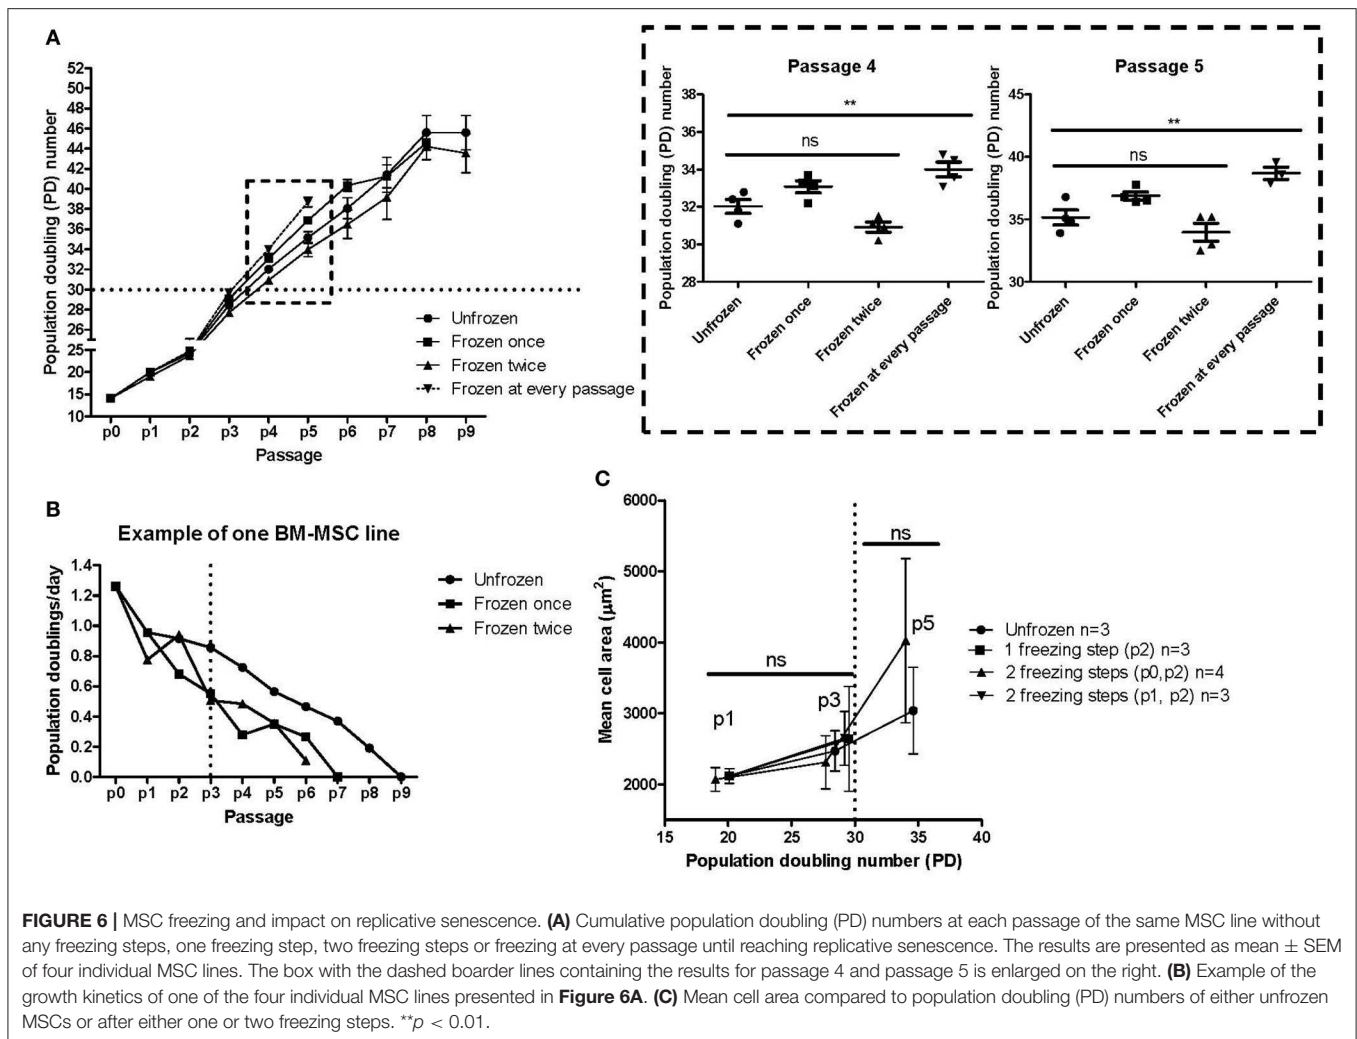 A
Population doubling (PD) number
52
50
48
46
44
42
40
38
36
34
32
30
28
26
25
20
15
10
p0 p1 p2 p3 p4 p5 p6 p7 p8 p9
Passage
Unfrozen
Frozen once
Frozen twice
Frozen at every passage
Passage 4
Population doubling (PD) number
38
36
34
32
30
28
**
ns
Unfrozen
Frozen once
Frozen twice
Frozen at every passage
Passage 5
Population doubling (PD) number
45
40
35
30
**
ns
Unfrozen
Frozen once
Frozen twice
Frozen at every passage
B
Example of one BM-MSC line
Population doublings/day
1.4
1.2
1.0
0.8
0.6
0.4
0.2
0.0
p0 p1 p2 p3 p4 p5 p6 p7 p8 p9
Passage
Unfrozen
Frozen once
Frozen twice
C
Mean cell area (µm²)
6000
5000
4000
3000
2000
ns
ns
p1
p3
p5
15 20 25 30 35 40
Population doubling number (PD)
Unfrozen n=3
1 freezing step (p2) n=3
2 freezing steps (p0,p2) n=4
2 freezing steps (p1, p2) n=3
FIGURE 6 | MSC freezing and impact on replicative senescence. (A) Cumulative population doubling (PD) numbers at each passage of the same MSC line without
any freezing steps, one freezing step, two freezing steps or freezing at every passage until reaching replicative senescence. The results are presented as mean ± SEM
of four individual MSC lines. The box with the dashed boarder lines containing the results for passage 4 and passage 5 is enlarged on the right. (B) Example of the
growth kinetics of one of the four individual MSC lines presented in Figure 6A. (C) Mean cell area compared to population doubling (PD) numbers of either unfrozen
MSCs or after either one or two freezing steps. **p < 0.01.